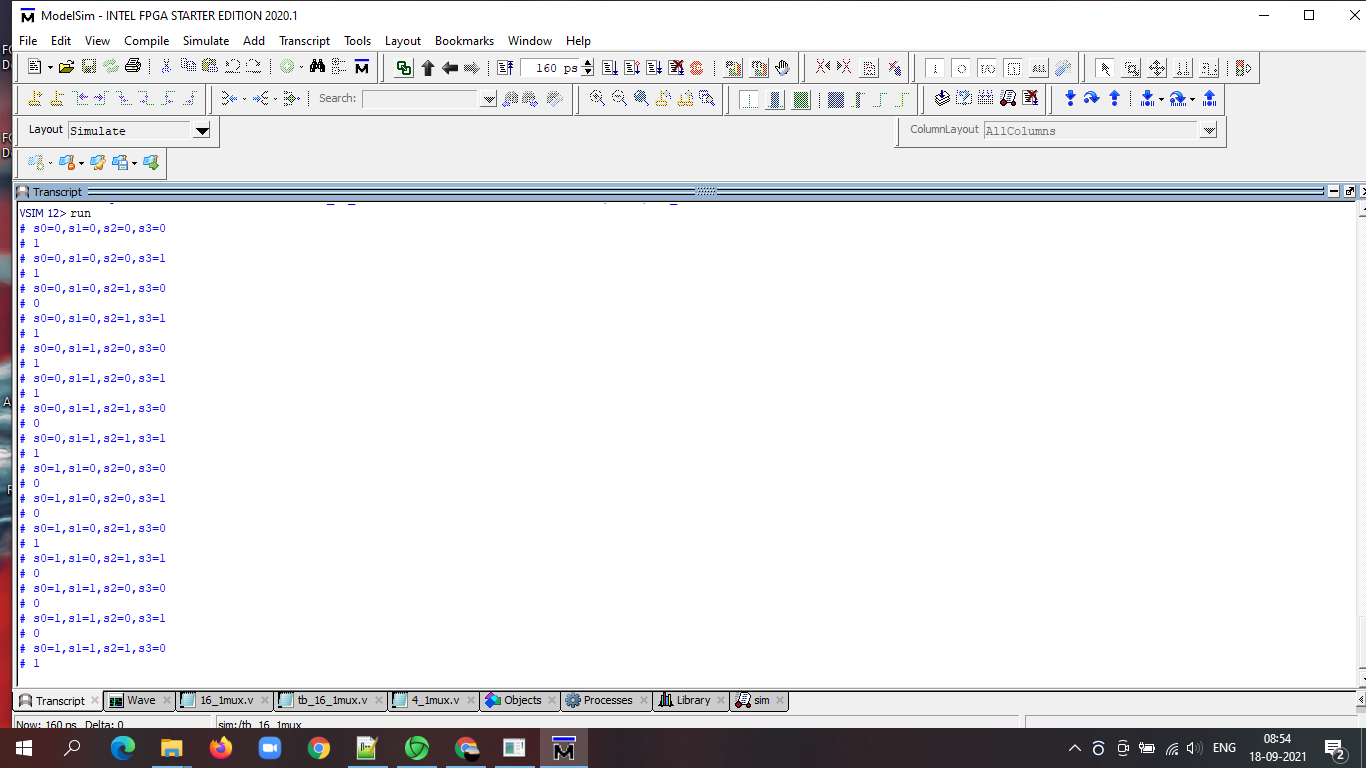 ModelSim - INTEL FPGA STARTER EDITION 2020.1
File Edit View Compile Simulate Add Transcript Tools Layout Bookmarks Window Help
160 ps
Search:
Layout Simulate
ColumnLayout AllColumns
Transcript
VSIM 12> run
# s0=0,s1=0,s2=0,s3=0
# 1
# s0=0,s1=0,s2=0,s3=1
# 1
# s0=0,s1=0,s2=1,s3=0
# 0
# s0=0,s1=0,s2=1,s3=1
# 1
# s0=0,s1=1,s2=0,s3=0
# 1
# s0=0,s1=1,s2=0,s3=1
# 1
# s0=0,s1=1,s2=1,s3=0
# 0
# s0=0,s1=1,s2=1,s3=1
# 1
# s0=1,s1=0,s2=0,s3=0
# 0
# s0=1,s1=0,s2=0,s3=1
# 0
# s0=1,s1=0,s2=1,s3=0
# 1
# s0=1,s1=0,s2=1,s3=1
# 0
# s0=1,s1=1,s2=0,s3=0
# 0
# s0=1,s1=1,s2=0,s3=1
# 0
# s0=1,s1=1,s2=1,s3=0
# 1
Transcript Wave 16_1mux.v tb_16_1mux.v 4_1mux.v Objects Processes Library sim
Now: 160 ps Delta: 0 sim:/tb_16_1mux
ENG 08:54
18-09-2021 2